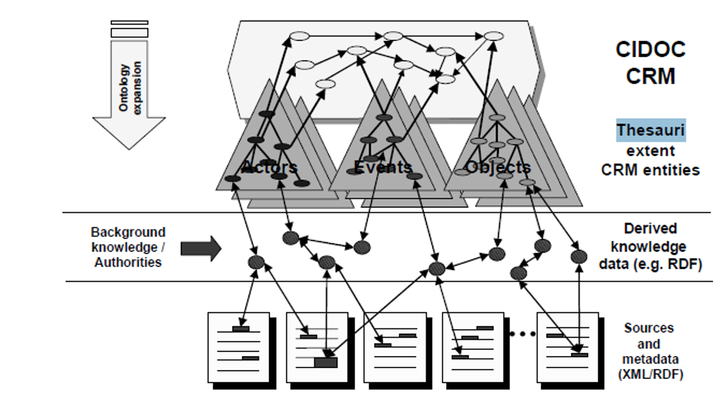 Ontology
expansion
CIDOC
CRM
Thesauri
extent
CRM entities
Actors
Events
Objects
Background
knowledge /
Authorities
Derived
knowledge
data (e.g. RDF)
Sources
and
metadata
(XML/RDF)